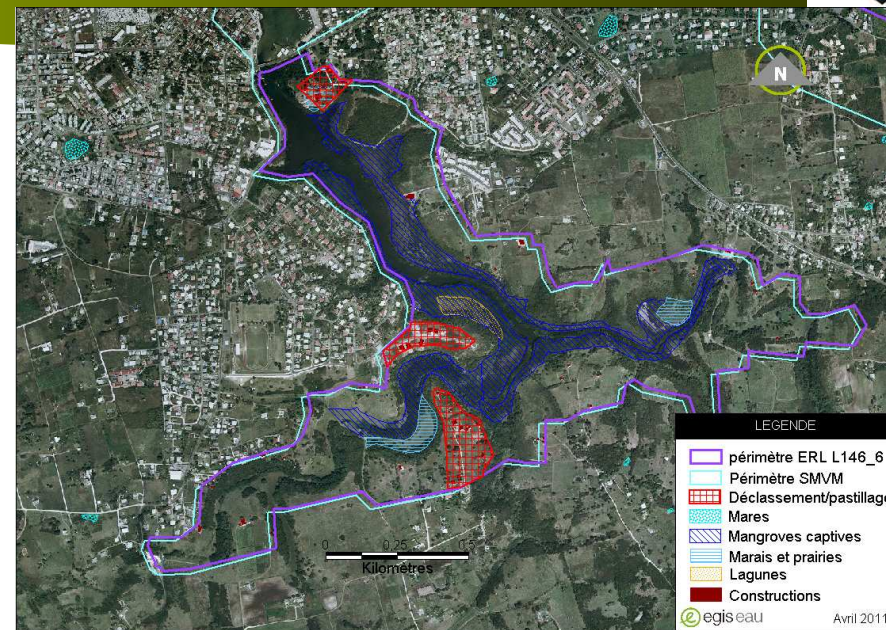 N
LEGENDE
périmètre ERL L146_6
Périmètre SMVM
Déclassement/pastillage
Mares
Mangroves captives
Marais et prairies
Lagunes
Constructions
0 0,25 0,5
Kilomètres
egis eau Avril 2011